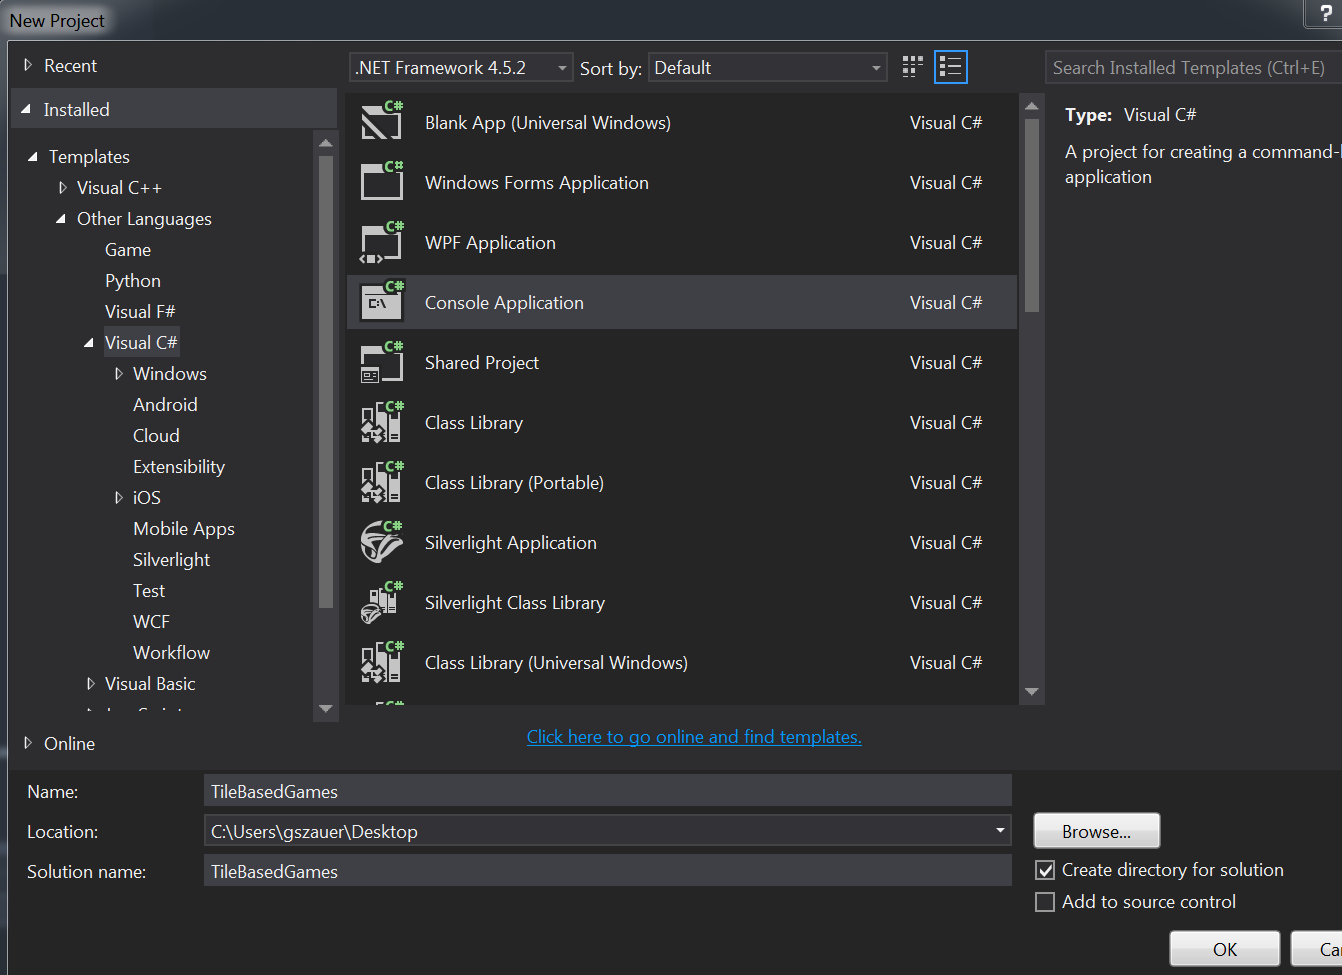 New Project
?
Recent
Installed
Templates
Visual C++
Other Languages
Game
Python
Visual F#
Visual C#
Windows
Android
Cloud
Extensibility
iOS
Mobile Apps
Silverlight
Test
WCF
Workflow
Visual Basic
Online
.NET Framework 4.5.2 Sort by: Default
C# Blank App (Universal Windows) Visual C#
C# Windows Forms Application Visual C#
C# WPF Application Visual C#
C# C:\ Console Application Visual C#
C# Shared Project Visual C#
C# Class Library Visual C#
C# Class Library (Portable) Visual C#
C# Silverlight Application Visual C#
C# Silverlight Class Library Visual C#
C# Class Library (Universal Windows) Visual C#
Click here to go online and find templates.
Search Installed Templates (Ctrl+E)
Type: Visual C#
A project for creating a command-
application
Name: TileBasedGames
Location: C:\Users\gszauer\Desktop
Browse...
Solution name: TileBasedGames
Create directory for solution
Add to source control
OK